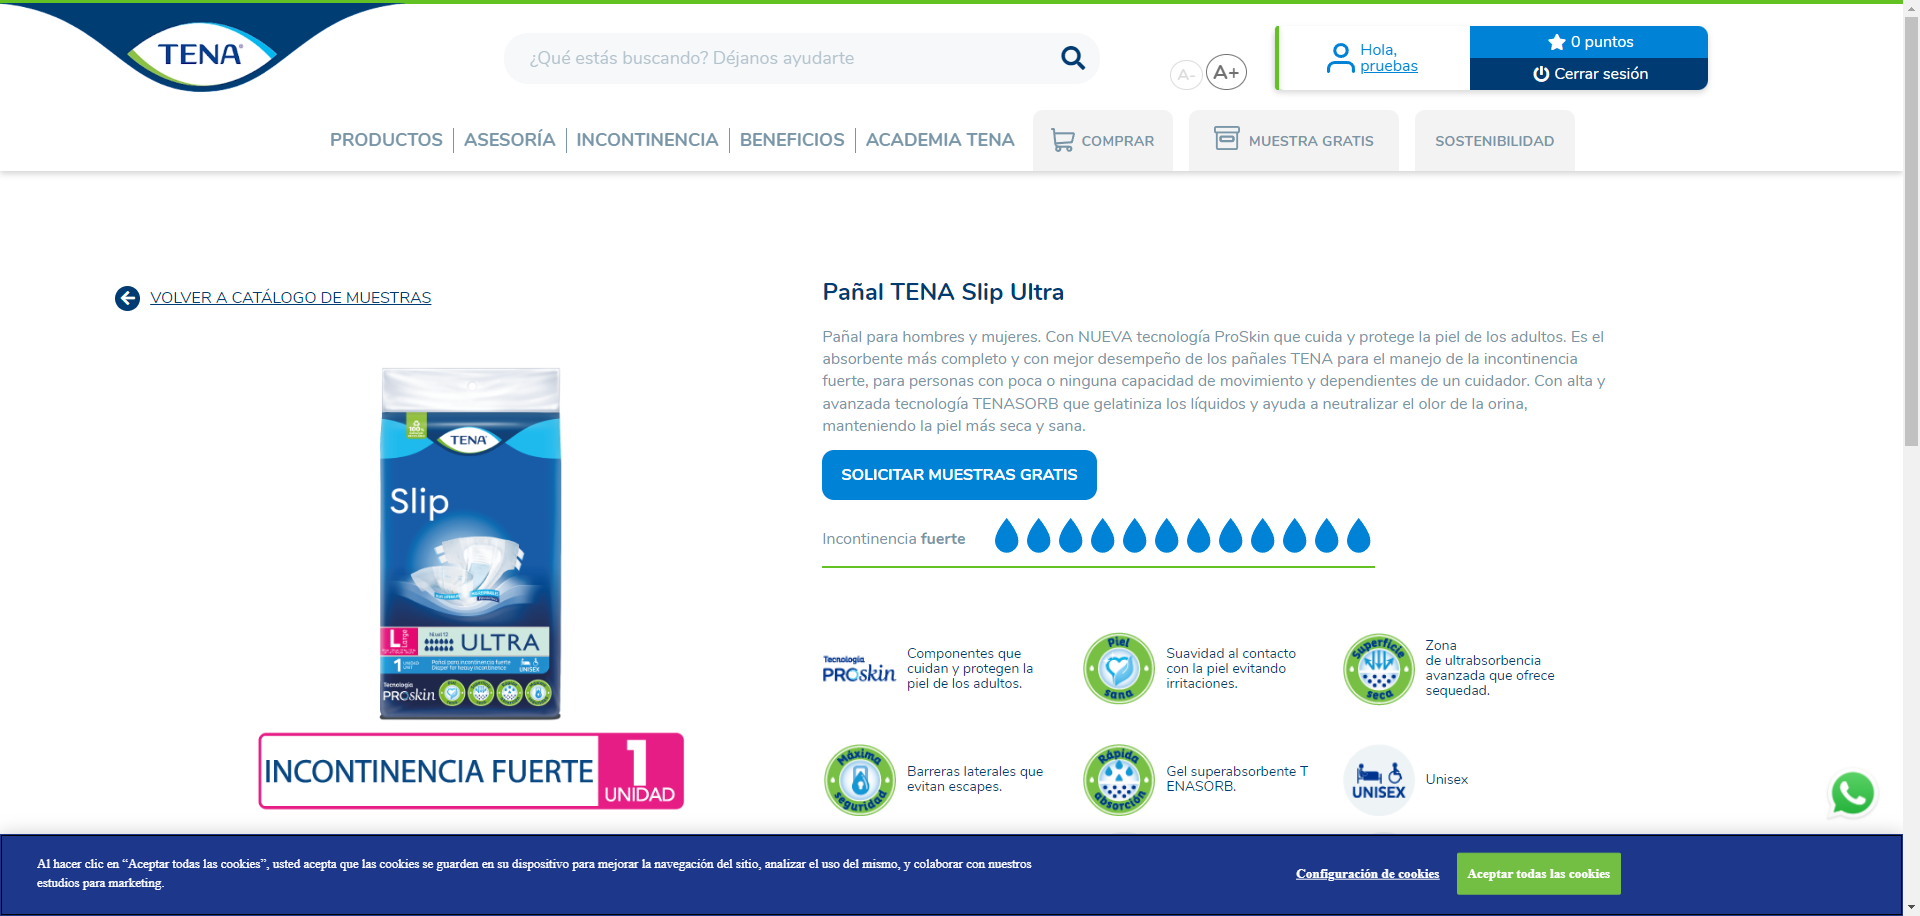 TENA
¿Qué estás buscando? Déjanos ayudarte
A-
A+
Hola,
pruebas
0 puntos
Cerrar sesión
PRODUCTOS
ASESORÍA
INCONTINENCIA
BENEFICIOS
ACADEMIA TENA
COMPRAR
MUESTRA GRATIS
SOSTENIBILIDAD
VOLVER A CATÁLOGO DE MUESTRAS
TENA
Slip
L Large
ULTRA
1 UNIDAD
Pañal para incontinencia fuerte
UNISEX
Tecnología
PROskin
INCONTINENCIA FUERTE 1
UNIDAD
Pañal TENA Slip Ultra
Pañal para hombres y mujeres. Con NUEVA tecnología ProSkin que cuida y protege la piel de los adultos. Es el
absorbente más completo y con mejor desempeño de los pañales TENA para el manejo de la incontinencia
fuerte, para personas con poca o ninguna capacidad de movimiento y dependientes de un cuidador. Con alta y
avanzada tecnología TENASORB que gelatiniza los líquidos y ayuda a neutralizar el olor de la orina,
manteniendo la piel más seca y sana.
SOLICITAR MUESTRAS GRATIS
Incontinencia fuerte
Tecnología
PROskin
Componentes que
cuidan y protegen la
piel de los adultos.
Piel
sana
Suavidad al contacto
con la piel evitando
irritaciones.
Superficie
seca
Zona
de ultrabsorbencia
avanzada que ofrece
sequedad.
Máxima
seguridad
Barreras laterales que
evitan escapes.
Rápida
absorción
Gel superabsorbente T
ENASORB.
UNISEX
Unisex
Al hacer clic en “Aceptar todas las cookies”, usted acepta que las cookies se guarden en su dispositivo para mejorar la navegación del sitio, analizar el uso del mismo, y colaborar con nuestros
estudios para marketing.
Configuración de cookies
Aceptar todas las cookies